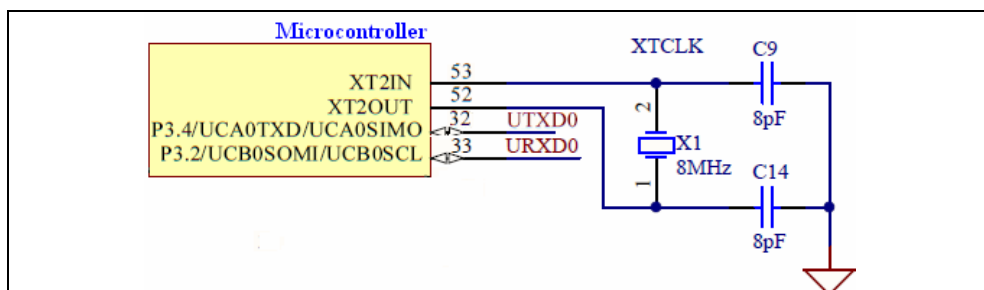 Microcontroller
XTCLK
C9
XT2IN 53
XT2OUT 52
P3.4/UCA0TXD/UCA0SIMO 32 UTXD0
P3.2/UCB0SOMI/UCB0SCL 33 URXD0
8pF
2
X1
8MHz
1
C14
8pF